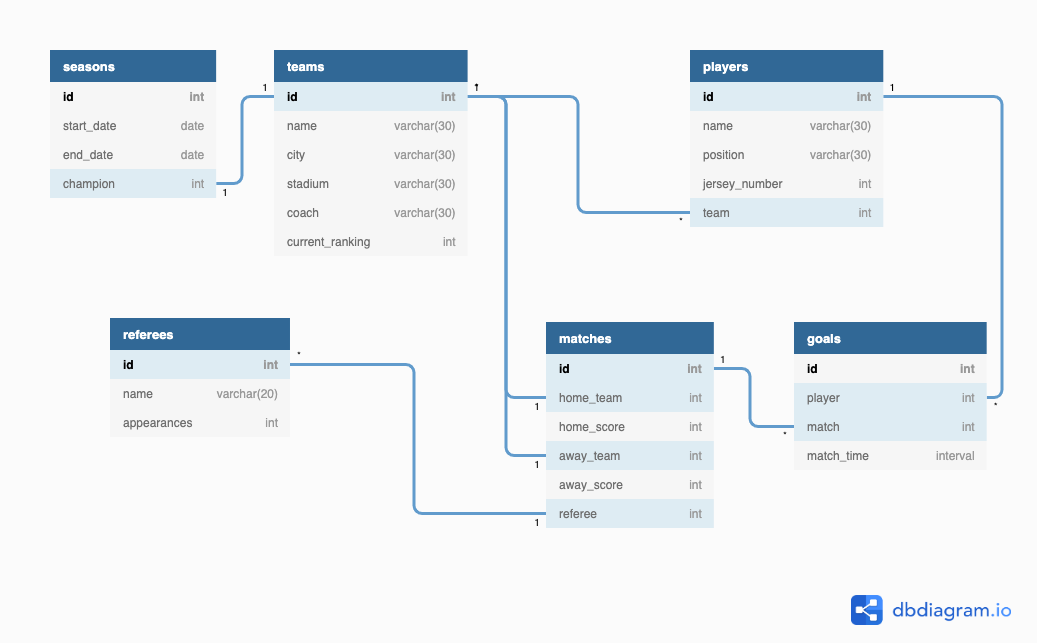 seasons
id int
start_date date
end_date date
champion int
1
1
teams
id int
name varchar(30)
city varchar(30)
stadium varchar(30)
coach varchar(30)
current_ranking int
players
id int
name varchar(30)
position varchar(30)
jersey_number int
team int
1
*
referees
id int
name varchar(20)
appearances int
*
matches
id int
home_team int
home_score int
away_team int
away_score int
referee int
1
1
1
1
goals
id int
player int
match int
match_time interval
*
*
dbdiagram.io